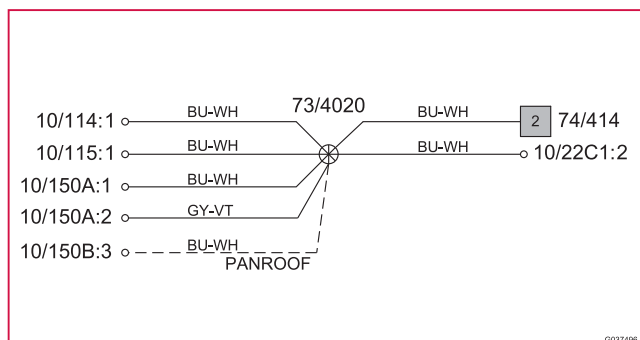 73/4020
10/114:1 BU-WH BU-WH 2 74/414
10/115:1 BU-WH BU-WH 10/22C1:2
10/150A:1 BU-WH
10/150A:2 GY-VT
10/150B:3 BU-WH
PANROOF
G037496